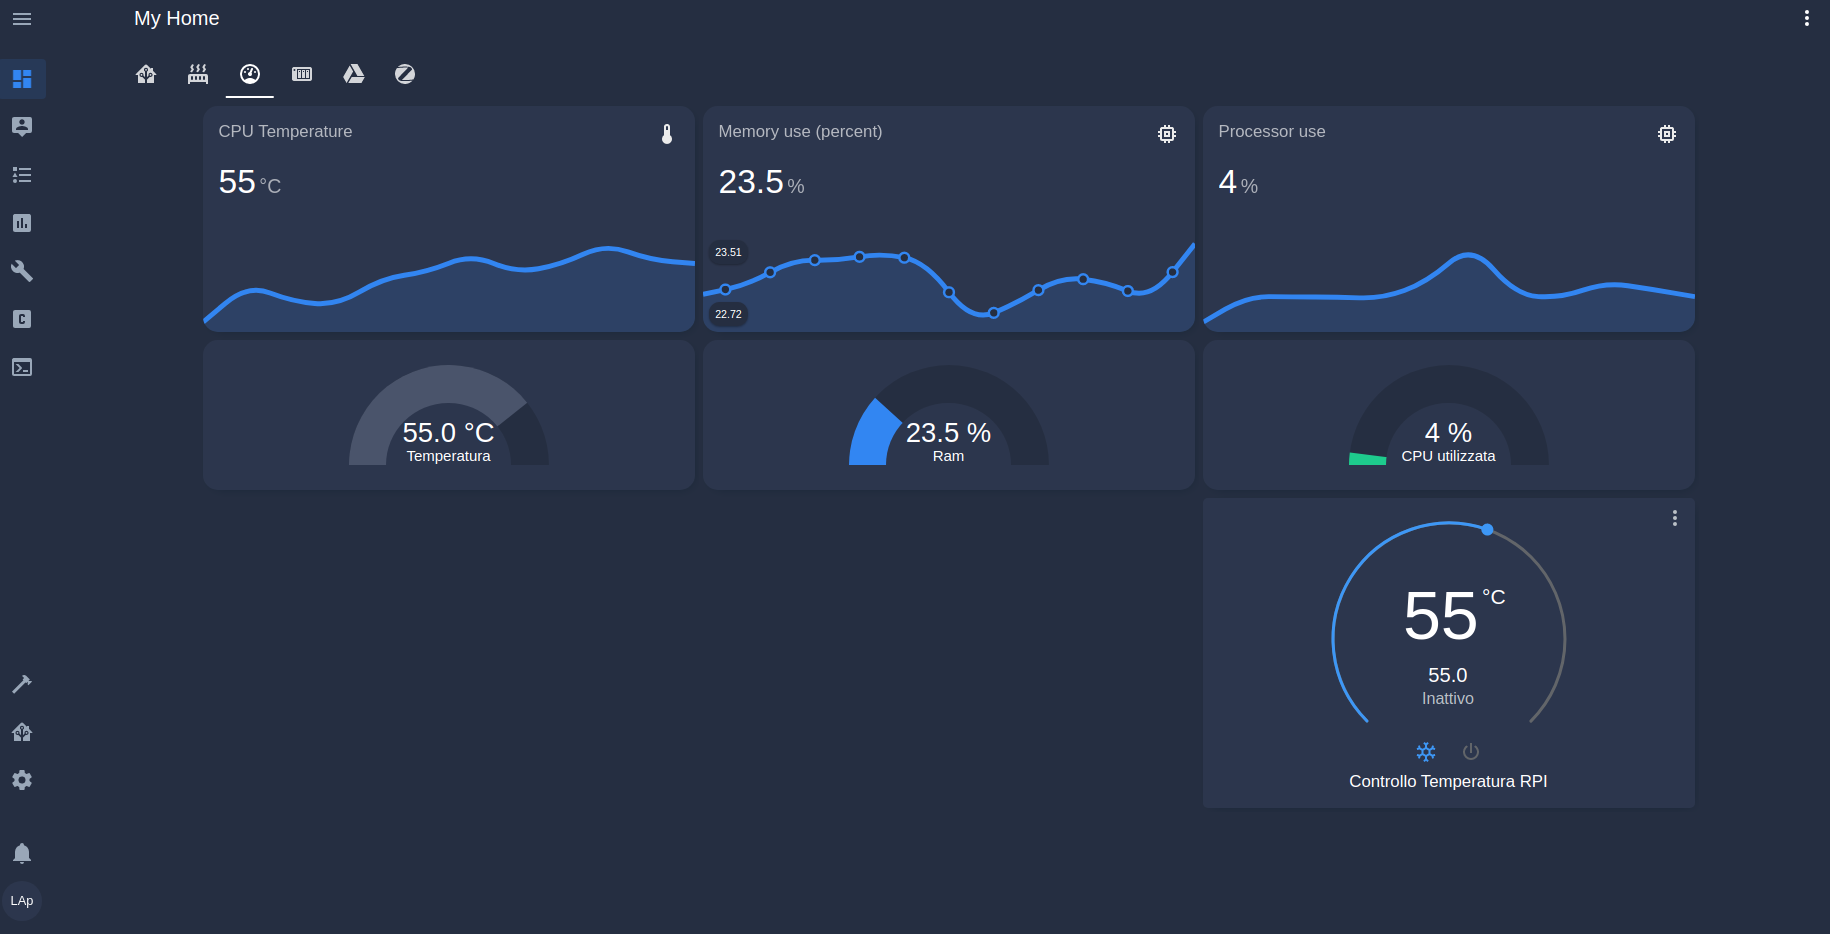 My Home
CPU Temperature
55 °C
Memory use (percent)
23.5 %
23.51
22.72
Processor use
4 %
55.0 °C
Temperatura
23.5 %
Ram
4 %
CPU utilizzata
55 °C
55.0
Inattivo
Controllo Temperatura RPI
C
LAp